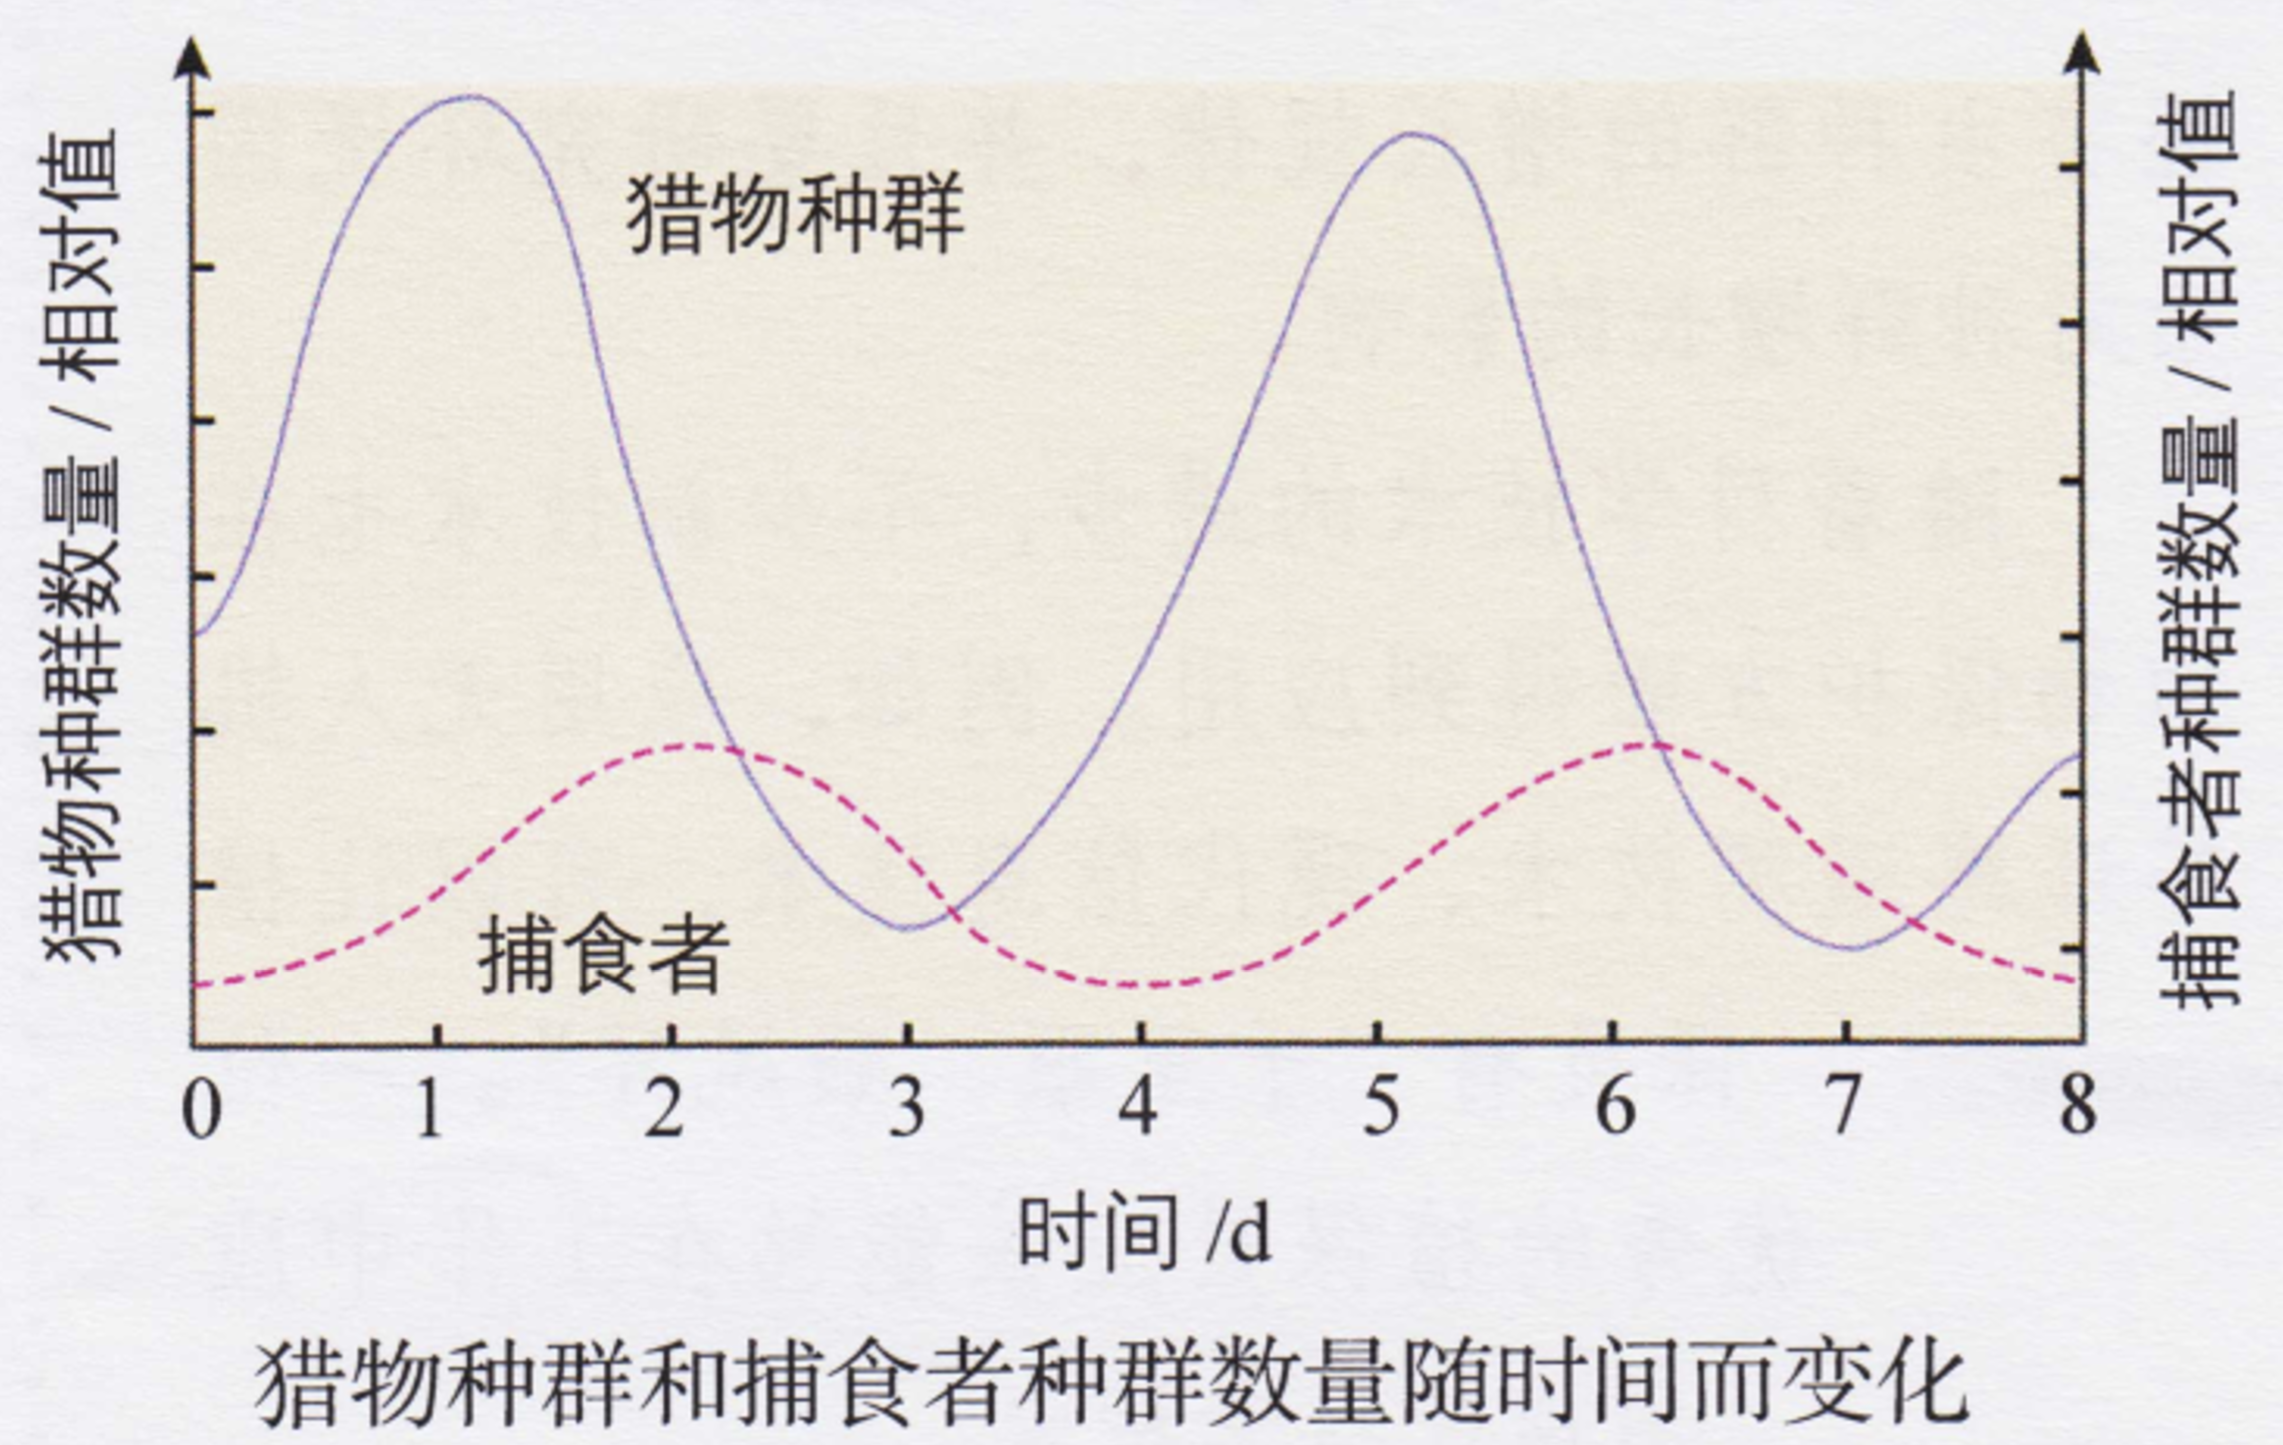 猎物种群数量 / 相对值
捕食者种群数量 / 相对值
猎物种群
捕食者
0 1 2 3 4 5 6 7 8
时间 /d
猎物种群和捕食者种群数量随时间而变化